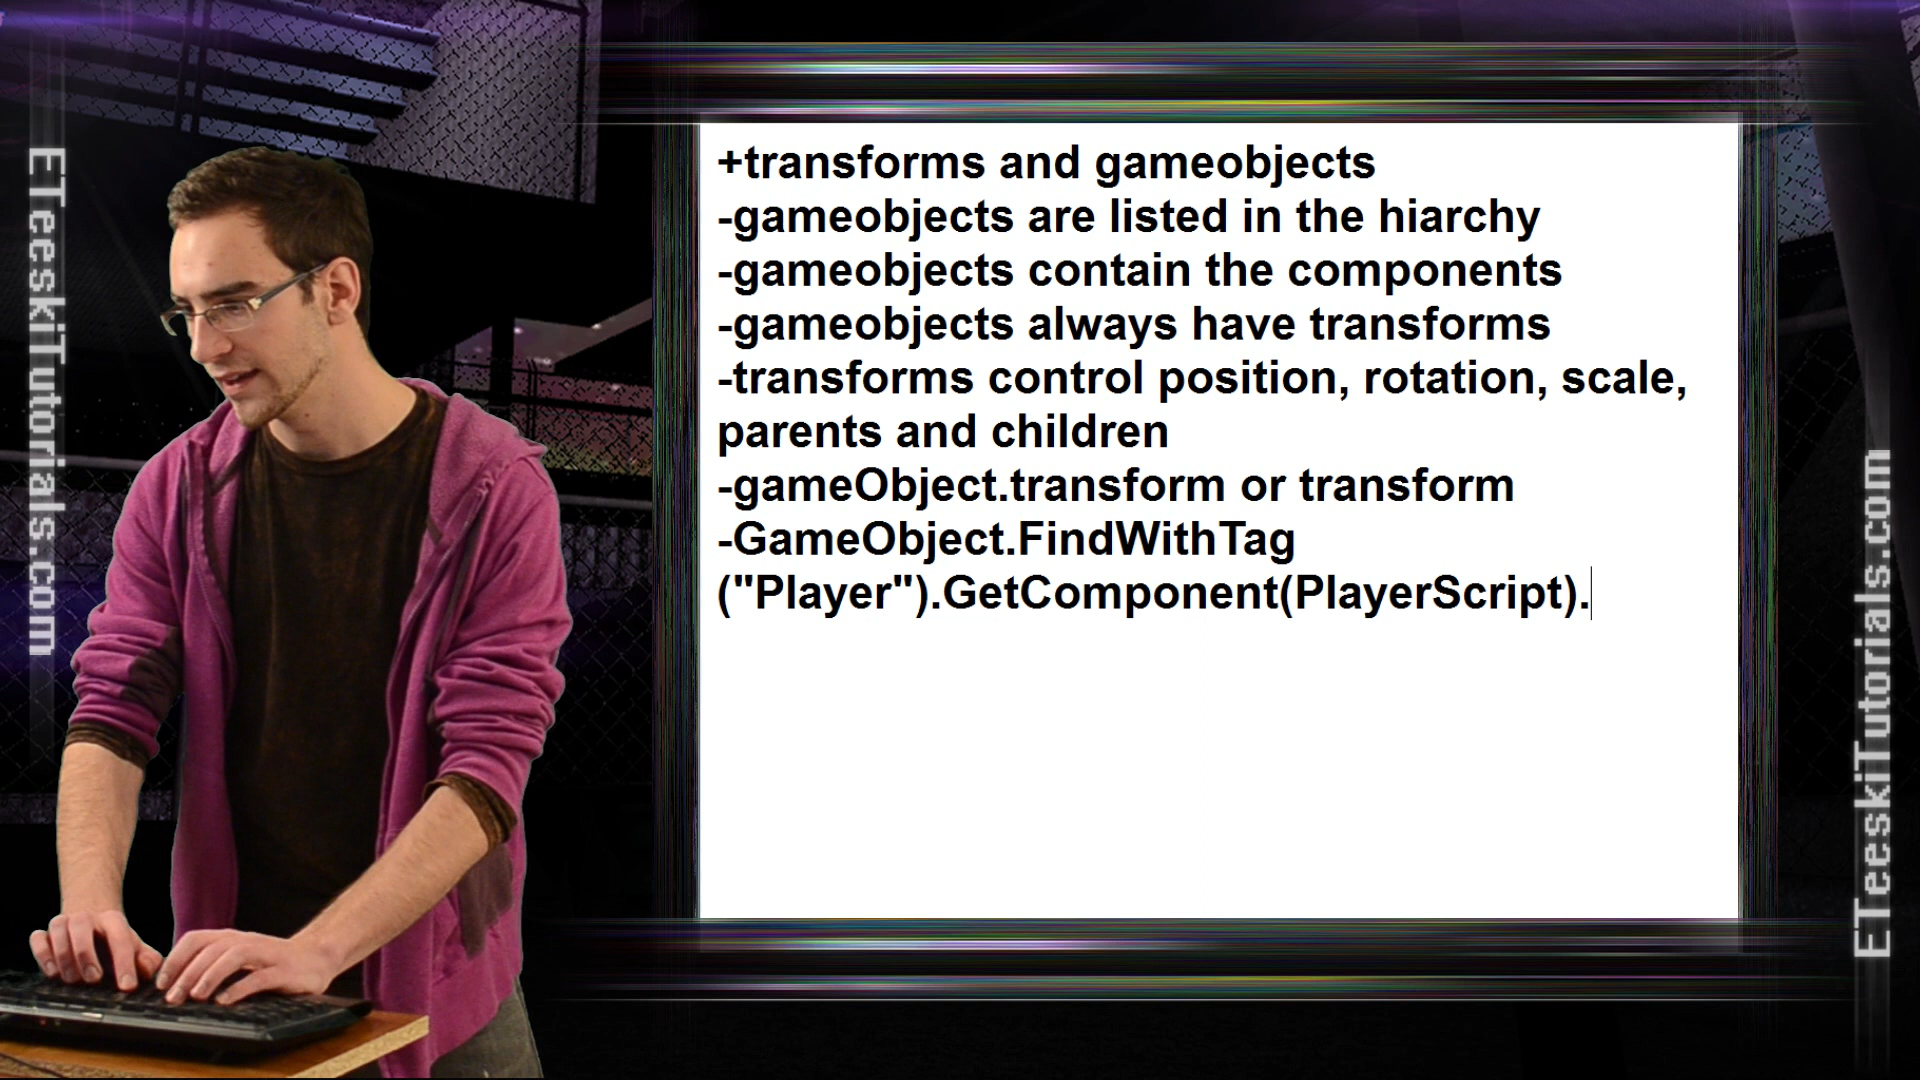 ETeeskiTutorials.com
+transforms and gameobjects
-gameobjects are listed in the hiarchy
-gameobjects contain the components
-gameobjects always have transforms
-transforms control position, rotation, scale,
parents and children
-gameObject.transform or transform
-GameObject.FindWithTag
("Player").GetComponent(PlayerScript).
ETeeskiTutorials.com